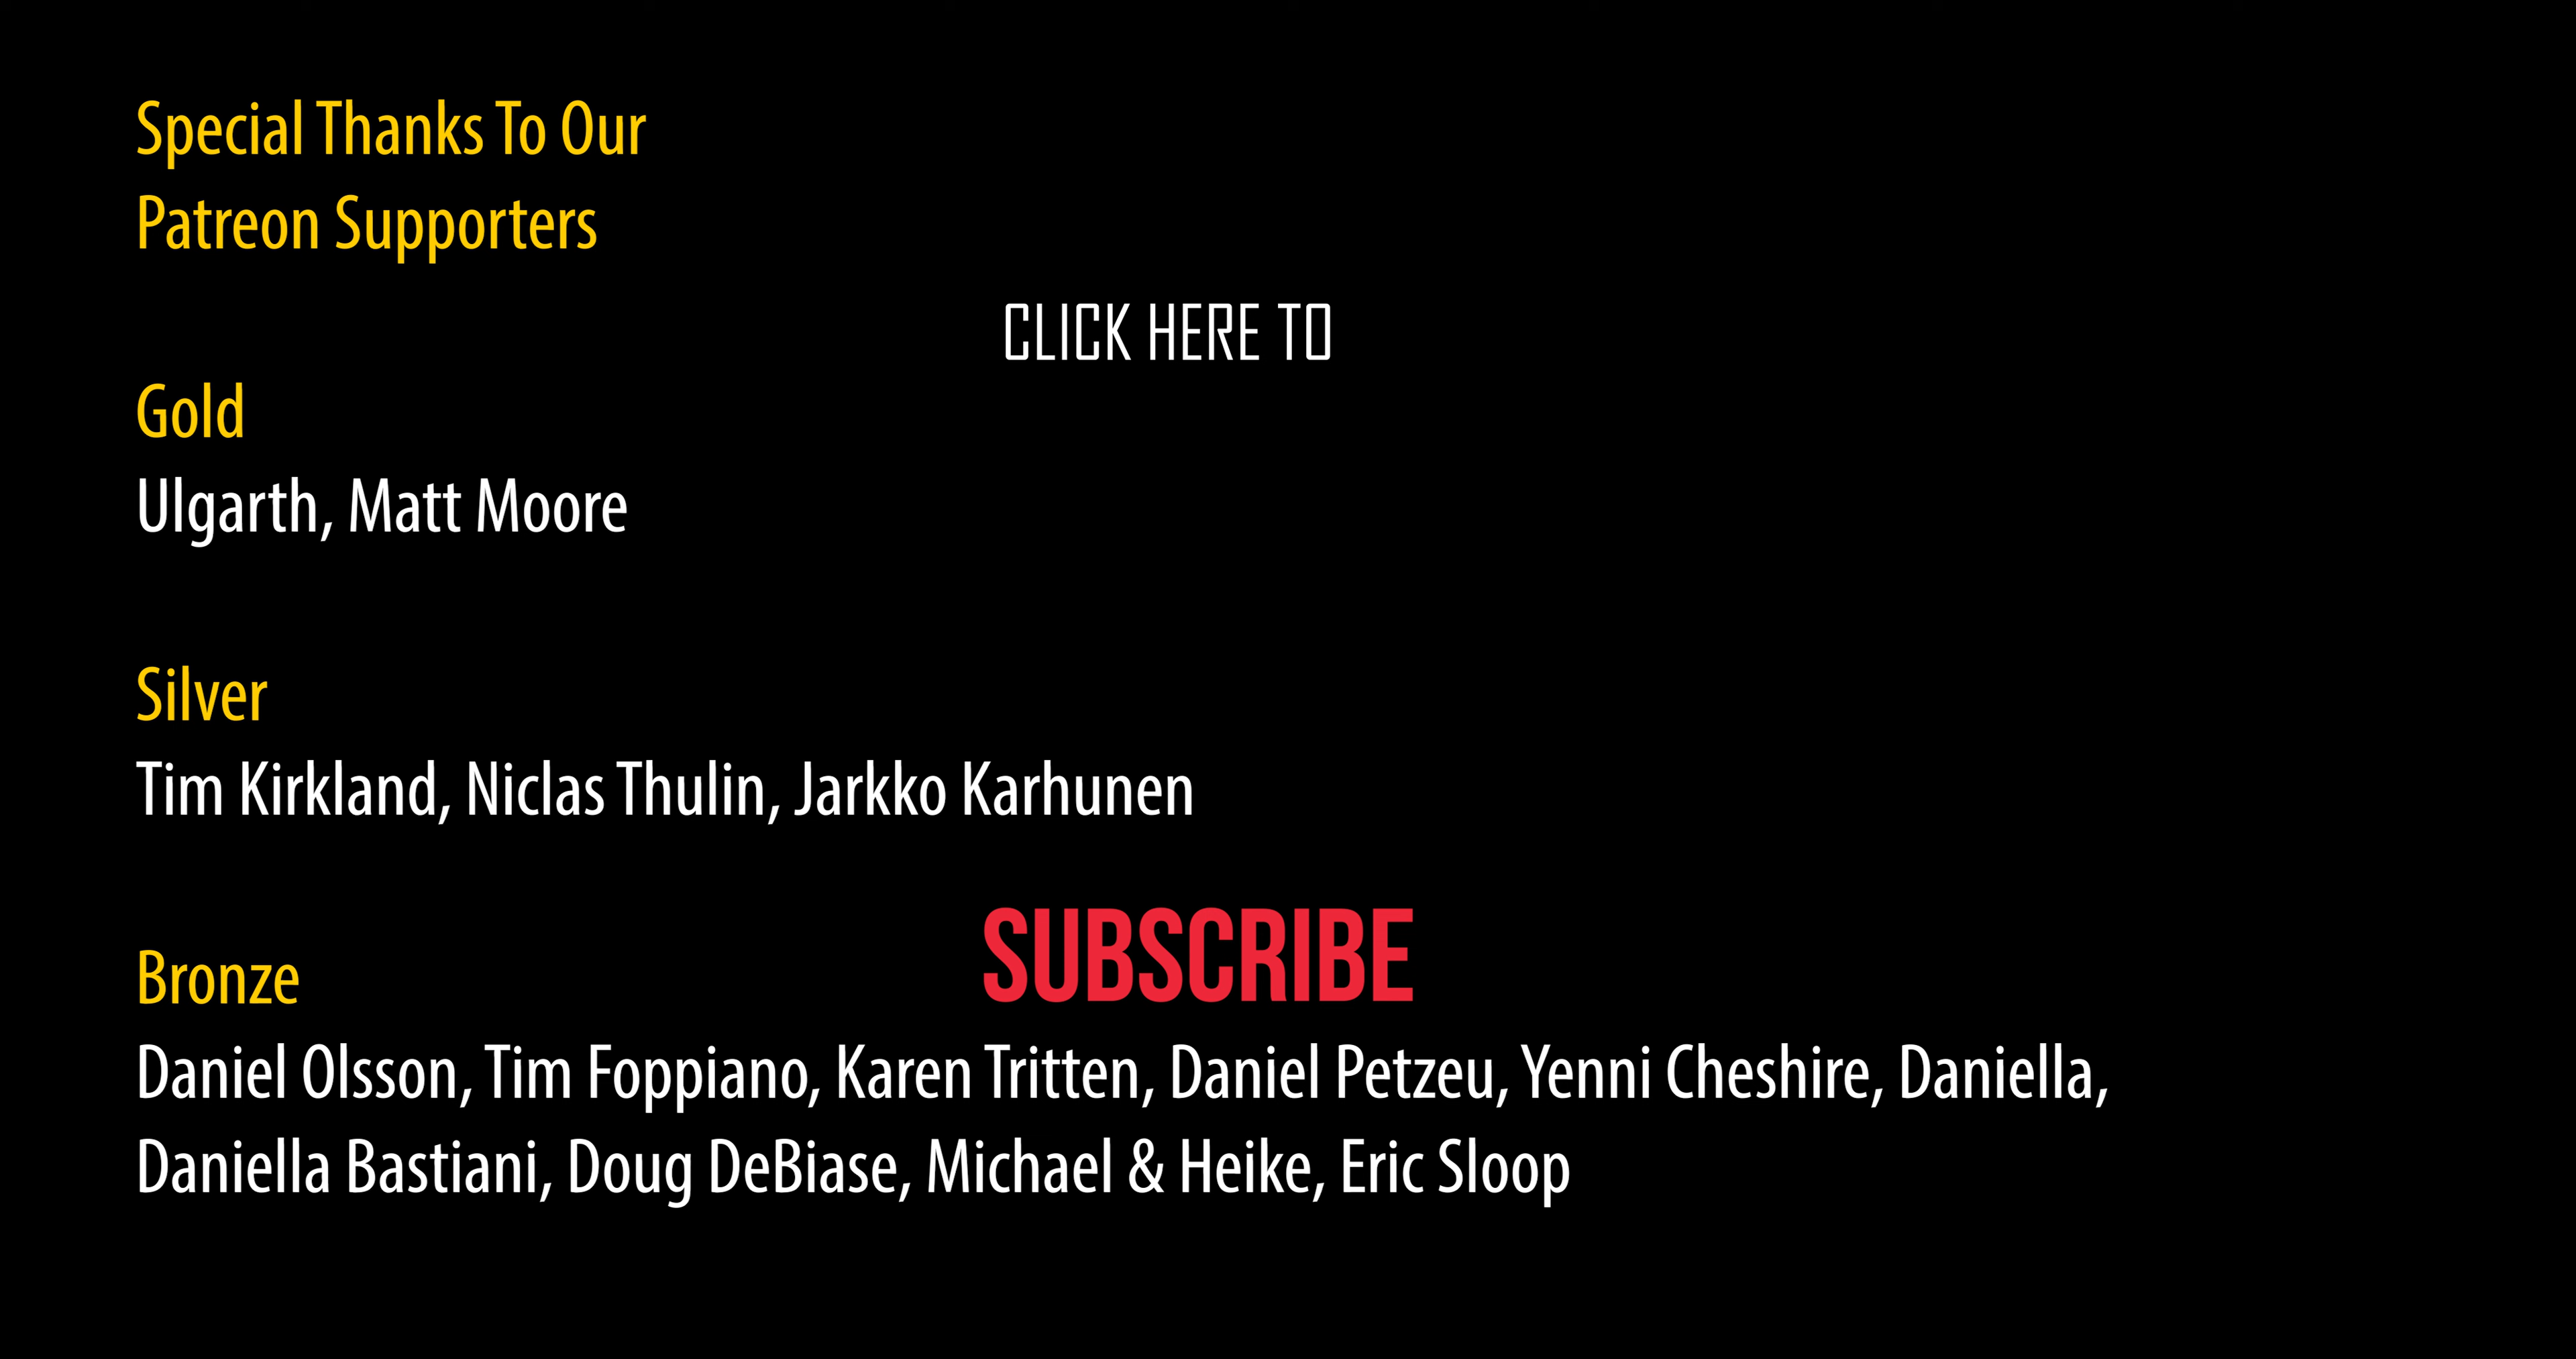 Special Thanks To Our
Patreon Supporters
CLICK HERE TO
Gold
Ulgarth, Matt Moore
Silver
Tim Kirkland, Niclas Thulin, Jarkko Karhunen
SUBSCRIBE
Bronze
Daniel Olsson, Tim Foppiano, Karen Tritten, Daniel Petzeu, Yenni Cheshire, Daniella,
Daniella Bastiani, Doug DeBiase, Michael & Heike, Eric Sloop